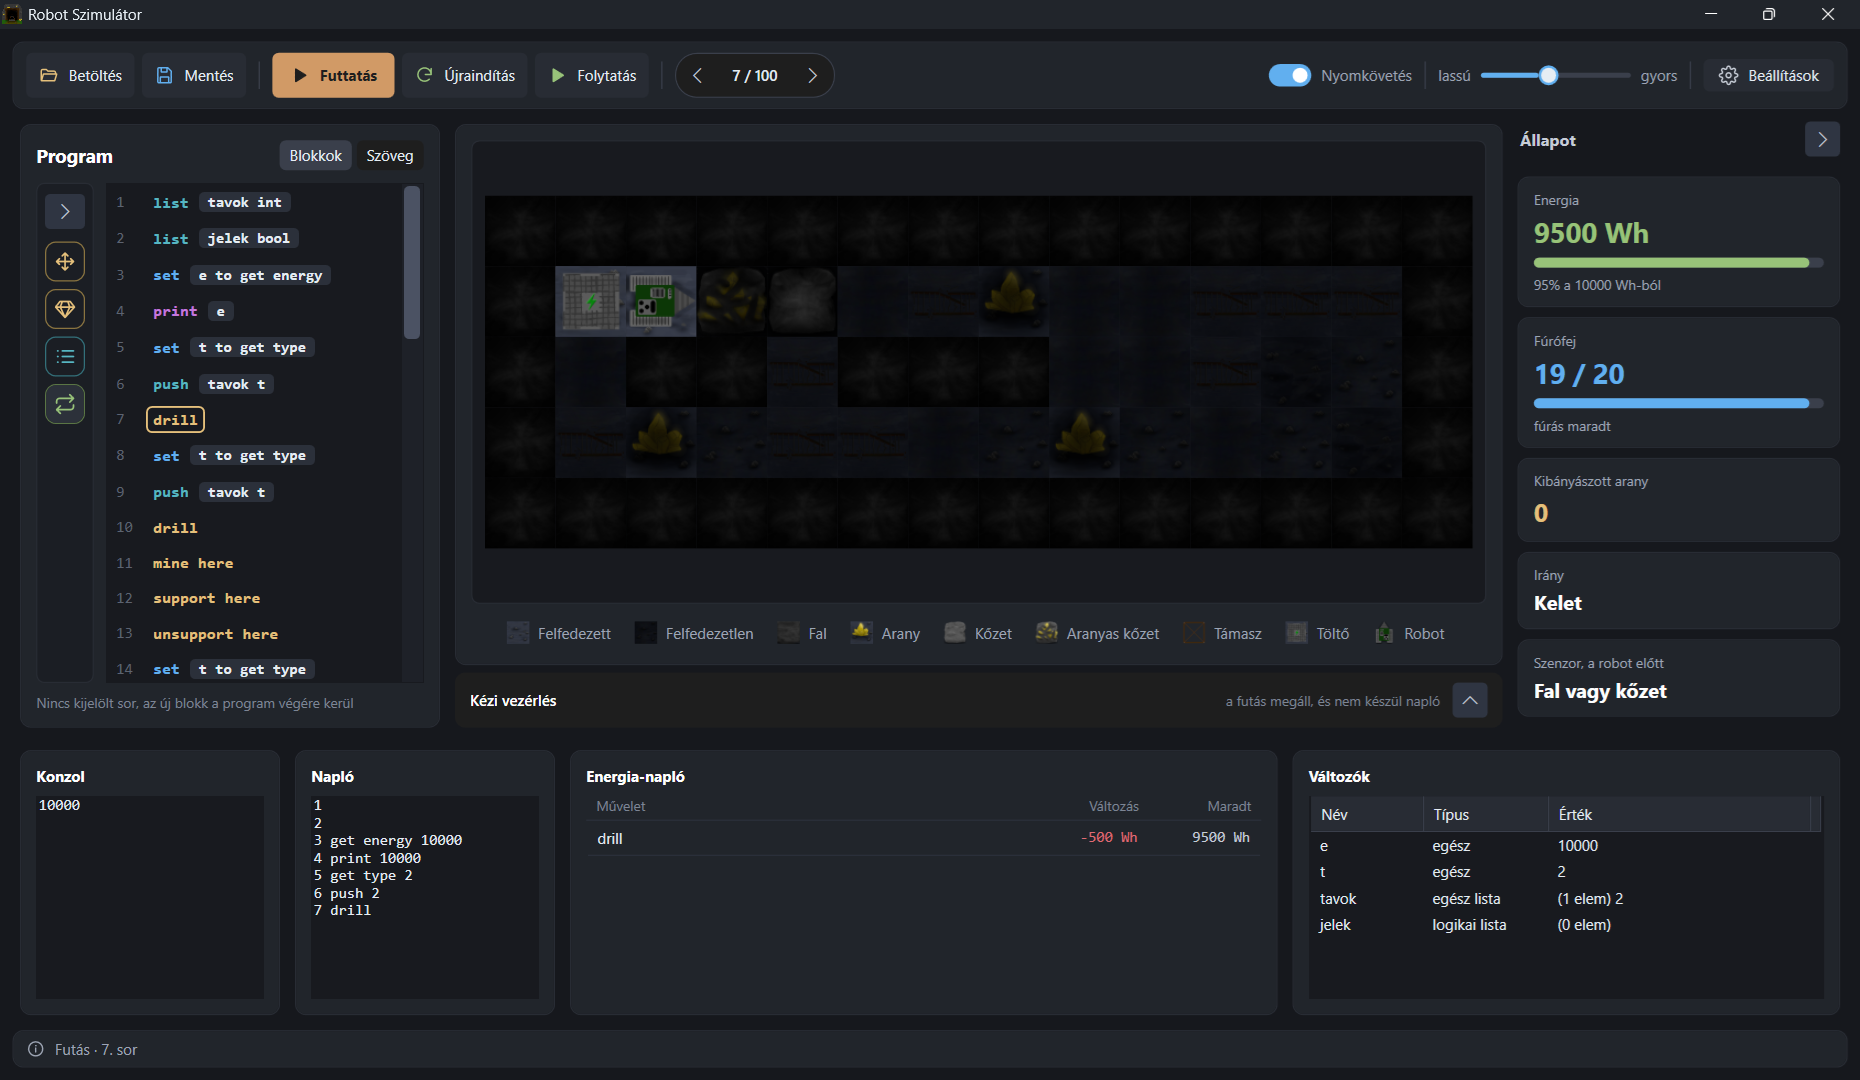 Robot Szimulátor
Betöltés Mentés Futtatás Újraindítás Folytatás 7 / 100 Nyomkövetés lassú gyors Beállítások
Program
Blokkok Szöveg
1 list tavok int
2 list jelek bool
3 set e to get energy
4 print e
5 set t to get type
6 push tavok t
7 drill
8 set t to get type
9 push tavok t
10 drill
11 mine here
12 support here
13 unsupport here
14 set t to get type
Nincs kijelölt sor, az új blokk a program végére kerül
Felfedezett Felfedezetlen Fal Arany Kőzet Aranyas kőzet Támasz Töltő Robot
Kézi vezérlés
a futás megáll, és nem készül napló
Állapot
Energia
9500 Wh
95% a 10000 Wh-ból
Fúrófej
19 / 20
fúrás maradt
Kibányászott arany
0
Irány
Kelet
Szenzor, a robot előtt
Fal vagy kőzet
Konzol
10000
Napló
1
2
3 get energy 10000
4 print 10000
5 get type 2
6 push 2
7 drill
Energia-napló
Művelet Változás Maradt
drill -500 Wh 9500 Wh
Változók
Név Típus Érték
e egész 10000
t egész 2
tavok egész lista (1 elem) 2
jelek logikai lista (0 elem)
Futás · 7. sor